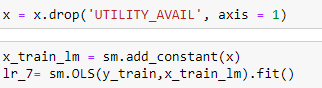 x = x.drop('UTILITY_AVAIL', axis = 1)
x_train_lm = sm.add_constant(x)
lr_7= sm.OLS(y_train,x_train_lm).fit()